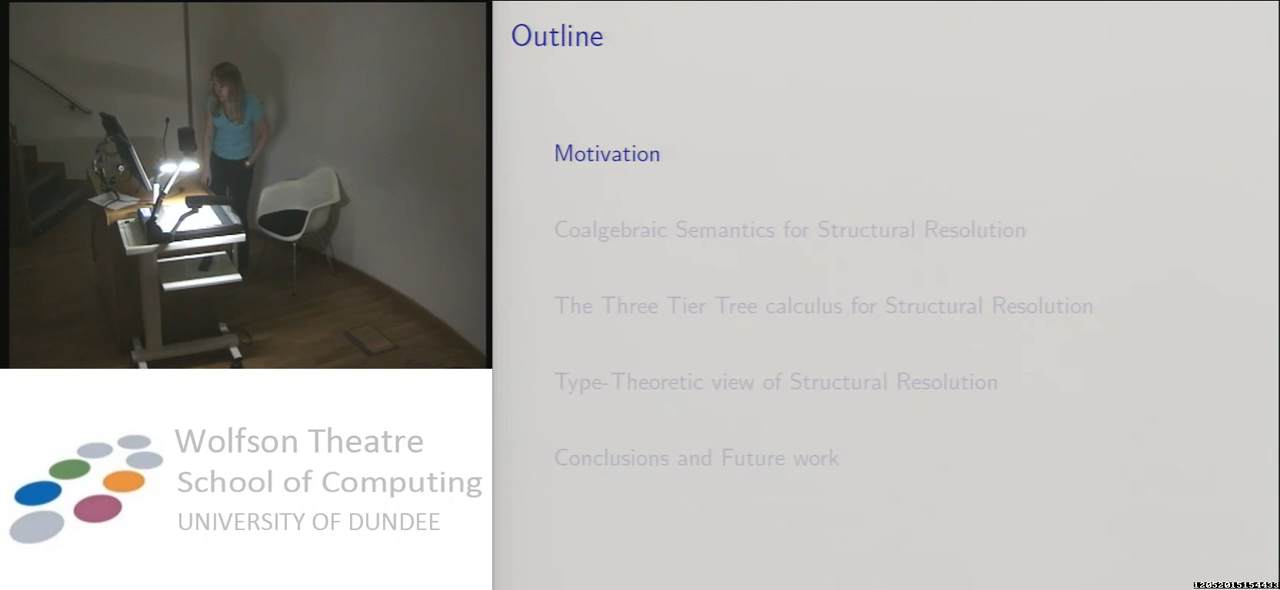 Outline
Motivation
Coalgebraic Semantics for Structural Resolution
The Three Tier Tree calculus for Structural Resolution
Type-Theoretic view of Structural Resolution
Conclusions and Future work
Wolfson Theatre
School of Computing
UNIVERSITY OF DUNDEE